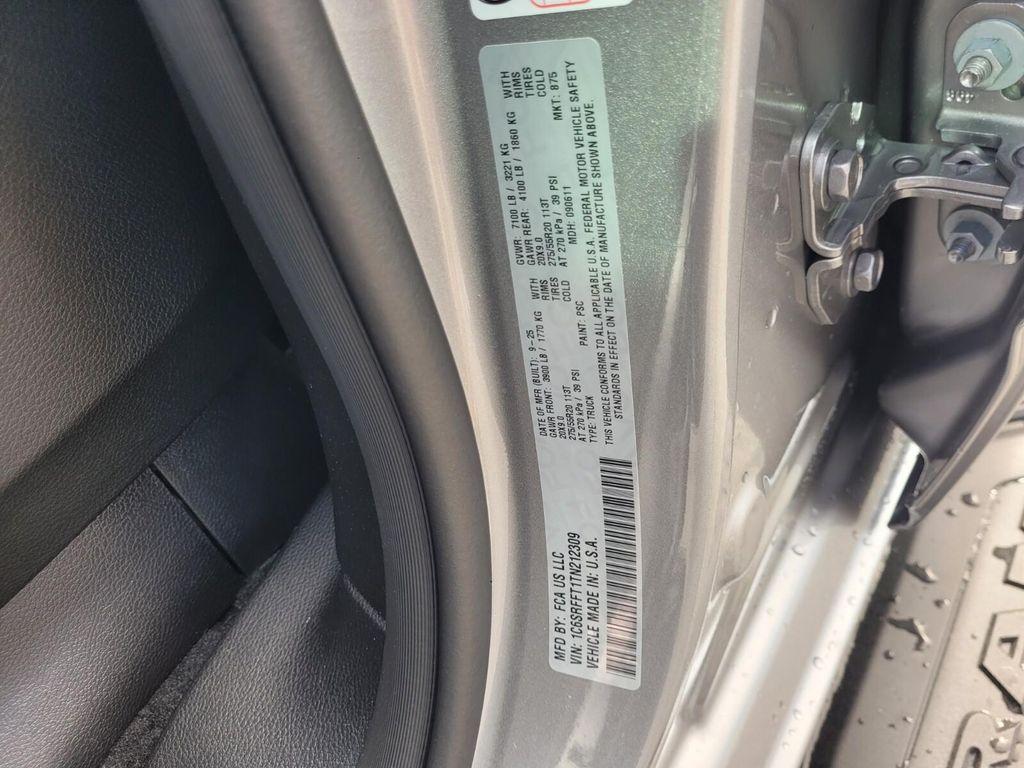 MFD BY: FCA US LLC
VIN: 1C6SRFFT1TN212309
VEHICLE MADE IN: U.S.A.
DATE OF MFR (BUILT): 9-25 GVWR: 7100 LB / 3221 KG
GAWR FRONT: 3900 LB / 1770 KG WITH GAWR REAR: 4100 LB / 1860 KG WITH
20X9.0 RIMS 20X9.0 RIMS
275/55R20 113T TIRES 275/55R20 113T TIRES
AT 270 kPa / 39 PSI COLD AT 270 kPa / 39 PSI COLD
TYPE: TRUCK PAINT: PSC MDH: 090611 MKT: 875
THIS VEHICLE CONFORMS TO ALL APPLICABLE U.S.A. FEDERAL MOTOR VEHICLE SAFETY
STANDARDS IN EFFECT ON THE DATE OF MANUFACTURE SHOWN ABOVE.
RAM